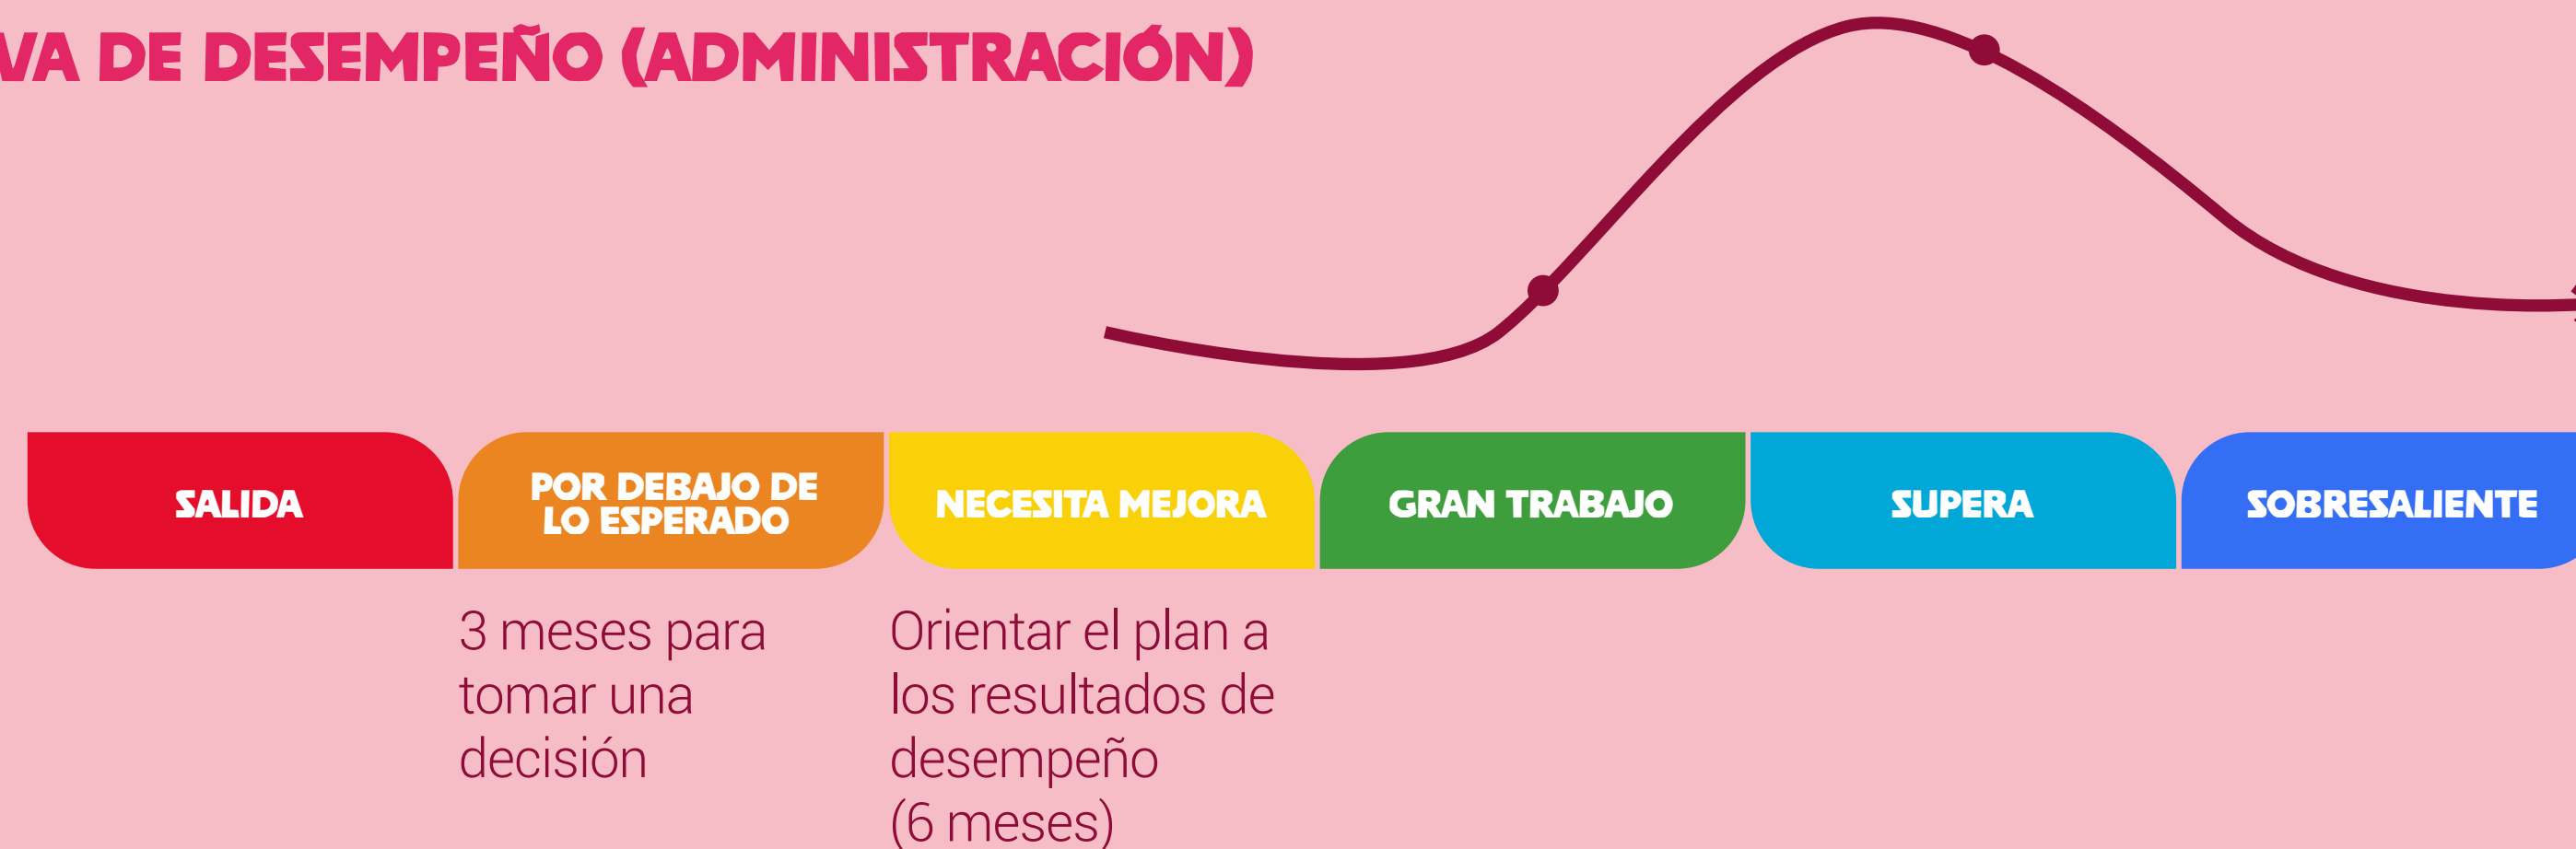 VA DE DESEMPEÑO (ADMINISTRACIÓN)
SALIDA
POR DEBAJO DE
LO ESPERADO
NECESITA MEJORA
GRAN TRABAJO
SUPERA
SOBRESALIENTE
3 meses para
tomar una
decisión
Orientar el plan a
los resultados de
desempeño
(6 meses)